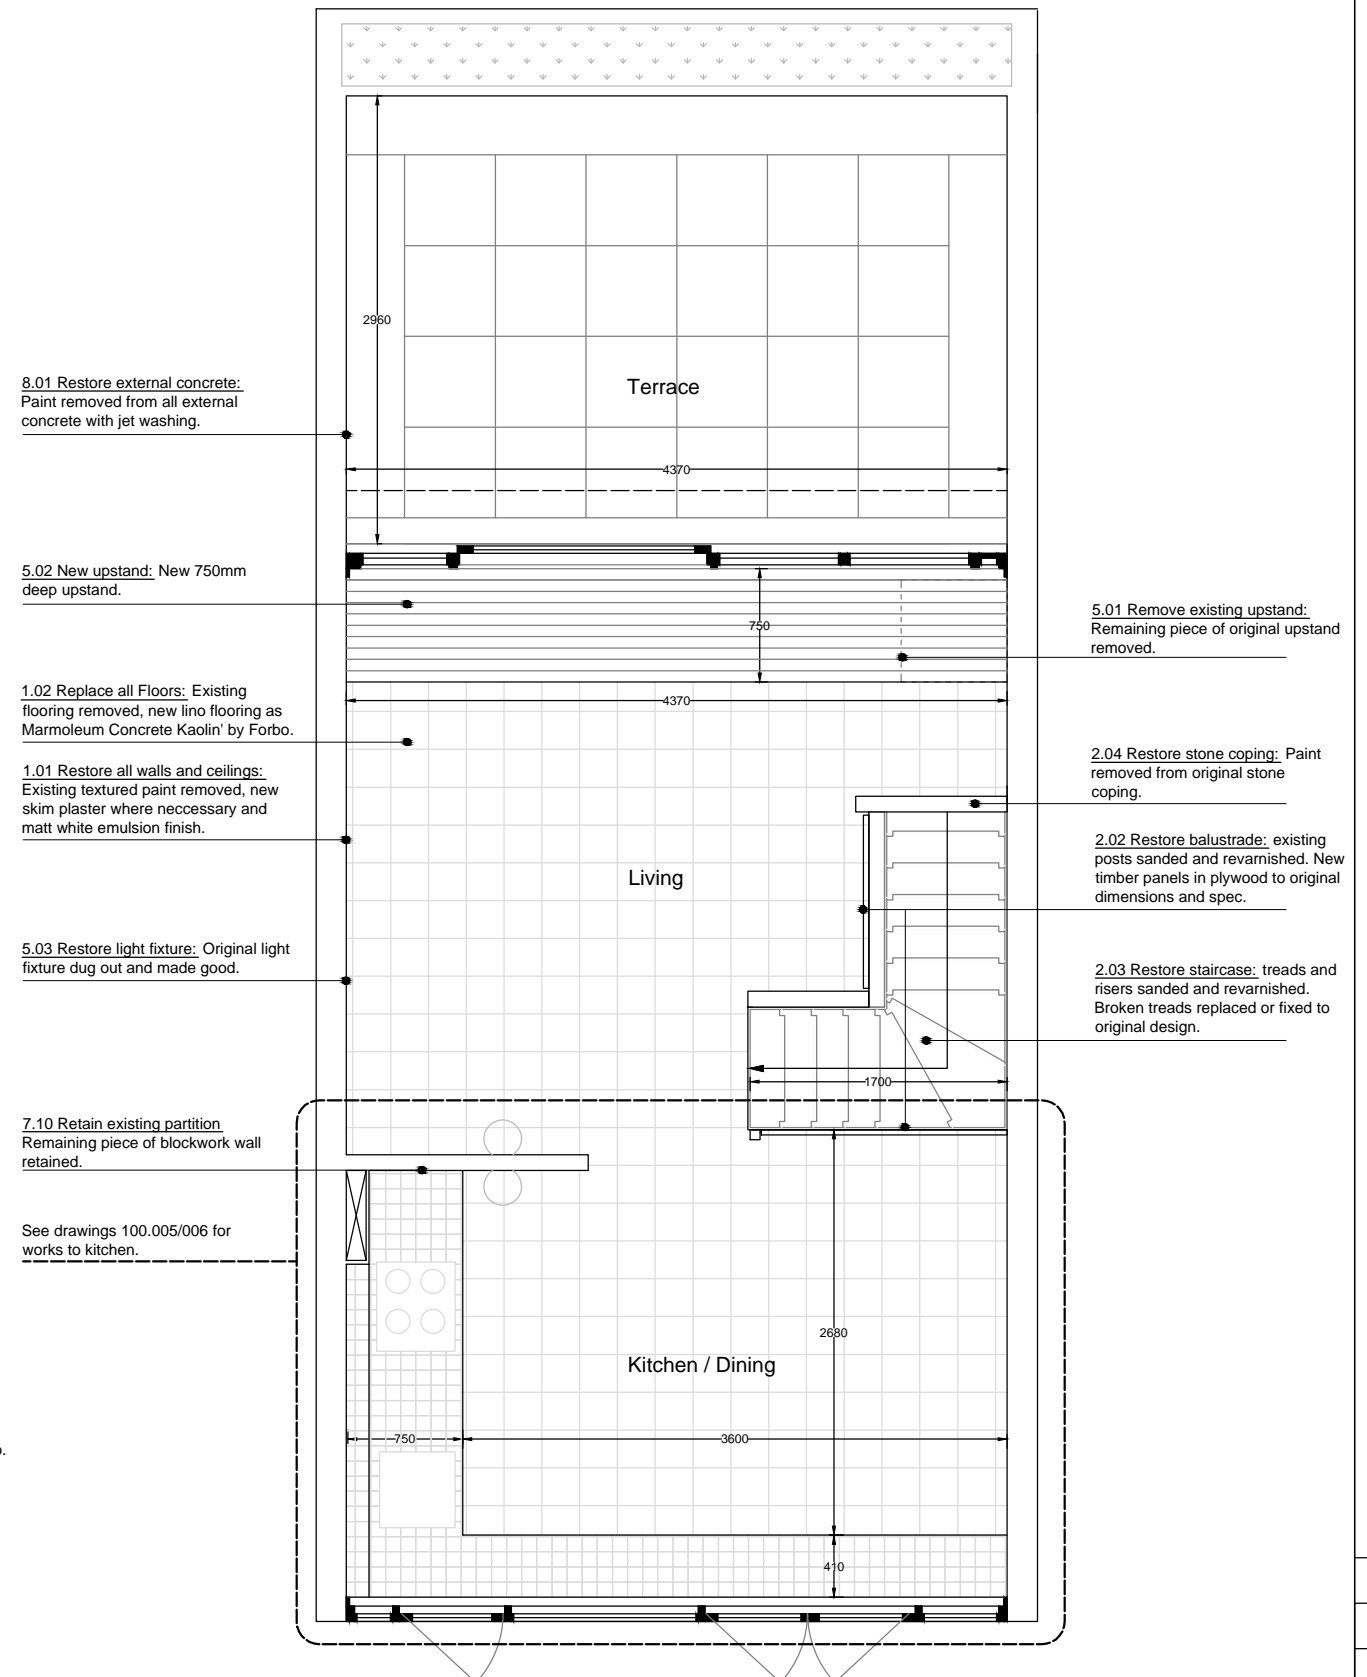 2960
Terrace
8.01 Restore external concrete:
Paint removed from all external
concrete with jet washing.
4370
5.02 New upstand: New 750mm
deep upstand.
750
5.01 Remove existing upstand:
Remaining piece of original upstand
removed.
1.02 Replace all Floors: Existing
flooring removed, new lino flooring as
Marmoleum Concrete Kaolin' by Forbo.
4370
1.01 Restore all walls and ceilings:
Existing textured paint removed, new
skim plaster where neccessary and
matt white emulsion finish.
2.04 Restore stone coping: Paint
removed from original stone
coping.
2.02 Restore balustrade: existing
posts sanded and revarnished. New
timber panels in plywood to original
dimensions and spec.
Living
5.03 Restore light fixture: Original light
fixture dug out and made good.
2.03 Restore staircase: treads and
risers sanded and revarnished.
Broken treads replaced or fixed to
original design.
1700
7.10 Retain existing partition
Remaining piece of blockwork wall
retained.
See drawings 100.005/006 for
works to kitchen.
2680
Kitchen / Dining
750
3600
410